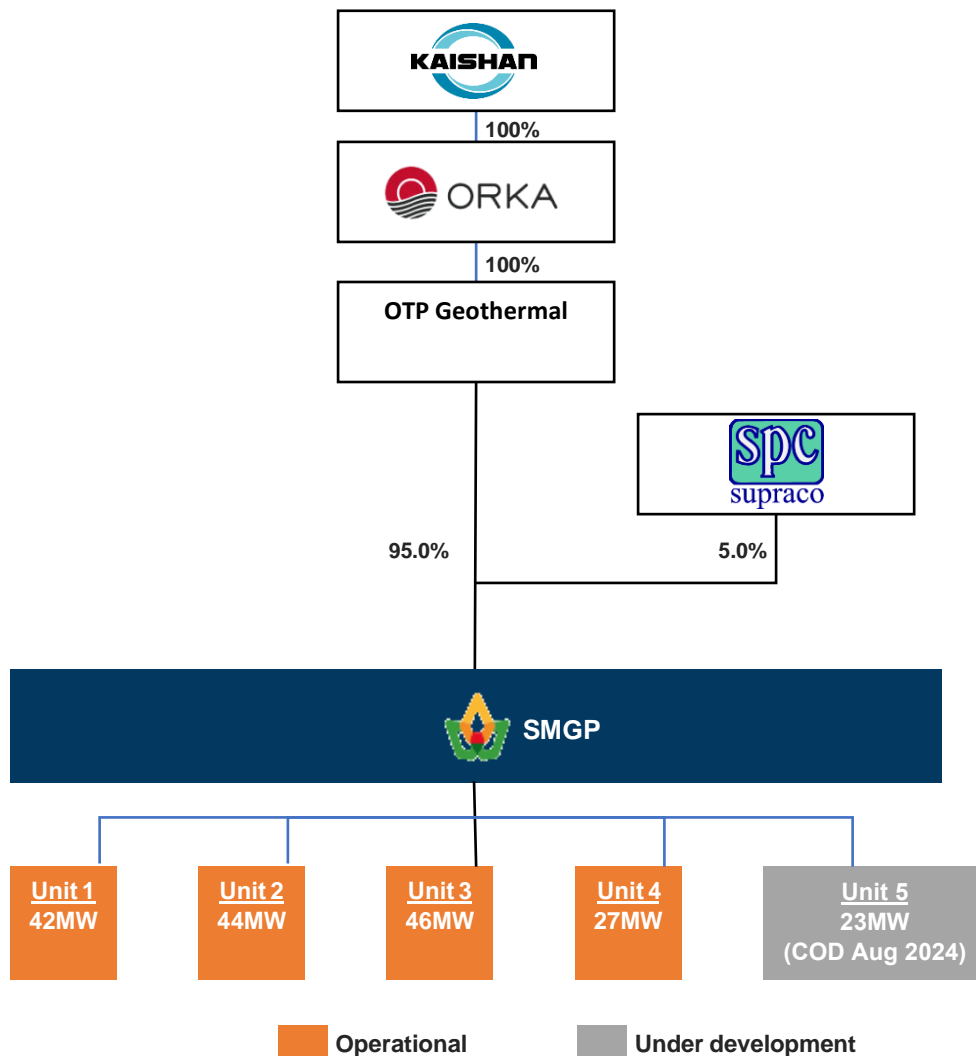 KAISHAN
100%
ORKA
100%
OTP Geothermal
spc
supraco
95.0%
5.0%
SMGP
Unit 1
42MW
Unit 2
44MW
Unit 3
46MW
Unit 4
27MW
Unit 5
23MW
(COD Aug 2024)
Operational
Under development